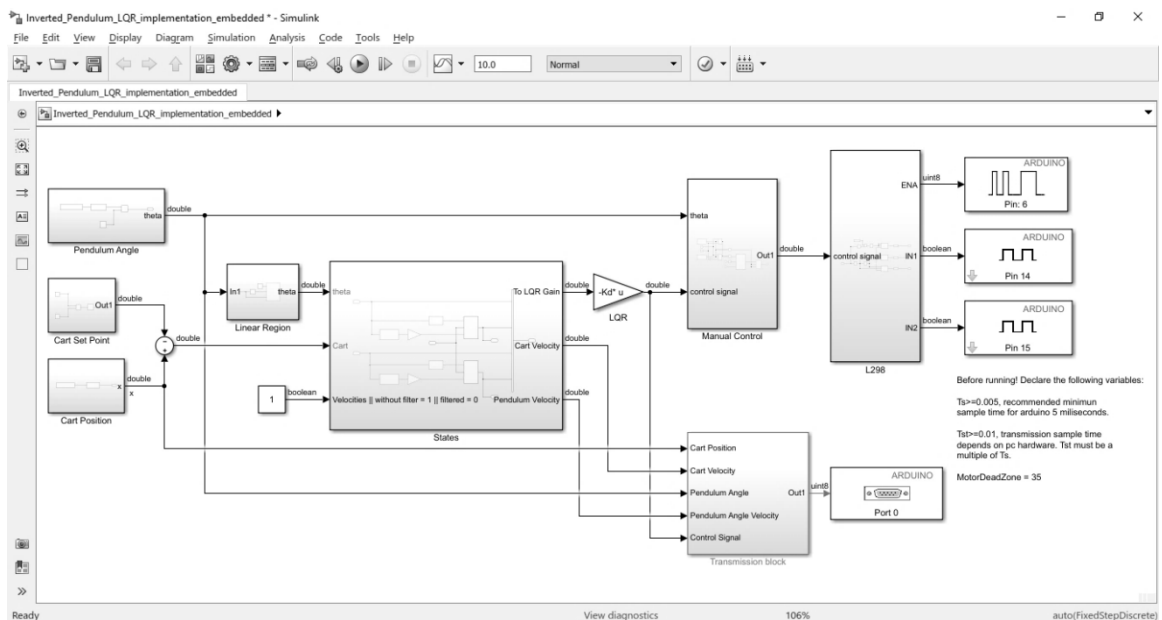 Inverted_Pendulum_LQR_implementation_embedded * - Simulink
File Edit View Display Diagram Simulation Analysis Code Tools Help
10.0 Normal
Inverted_Pendulum_LQR_implementation_embedded
Inverted_Pendulum_LQR_implementation_embedded
theta
double
Pendulum Angle
Out1
double
Cart Set Point
x
double
x
Cart Position
-
+
double
In1
theta
double
Linear Region
1
boolean
theta
Cart
Velocities || without filter = 1 || filtered = 0
To LQR Gain
Cart Velocity
Pendulum Velocity
double
double
double
States
-Kd* u
double
LQR
theta
control signal
Out1
double
Manual Control
control signal
ENA
IN1
IN2
L298
uint8
boolean
boolean
ARDUINO
Pin: 6
ARDUINO
Pin 14
ARDUINO
Pin 15
Before running! Declare the following variables:
Ts>=0.005, recommended minimun
sample time for arduino 5 miliseconds.
Tst>=0.01, transmission sample time
depends on pc hardware. Tst must be a
multiple of Ts.
MotorDeadZone = 35
Cart Position
Cart Velocity
Pendulum Angle
Pendulum Angle Velocity
Control Signal
Out1
uint8
Transmission block
ARDUINO
Port 0
Ready View diagnostics 106% auto(FixedStepDiscrete)